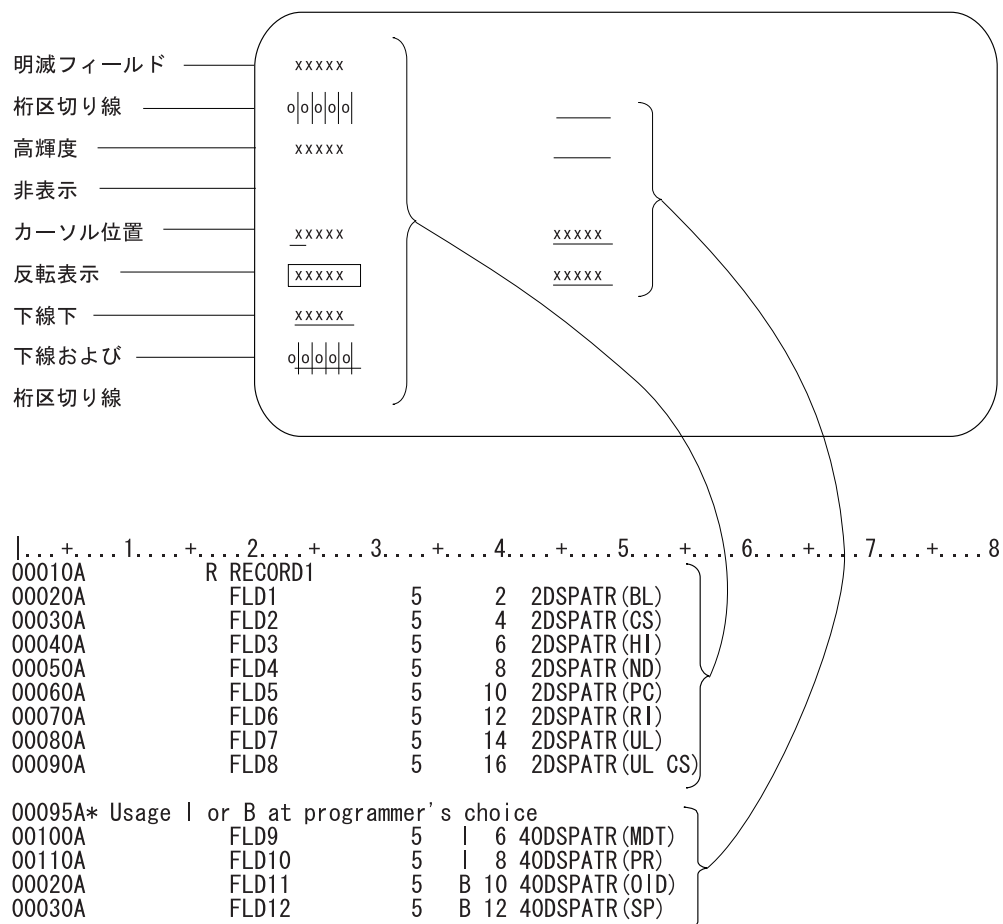 明滅フィールド xxxxx
桁区切り線 o|o|o|o|o|
高輝度 xxxxx
非表示
カーソル位置 xxxxx xxxxx
反転表示 xxxxx xxxxx
下線下 xxxxx
下線および o|o|o|o|o|
桁区切り線
|...+....1....+....2....+....3....+....4....+....5....+....6....+....7....+....8
00010A R RECORD1
00020A FLD1 5 2 2DSPATR(BL)
00030A FLD2 5 4 2DSPATR(CS)
00040A FLD3 5 6 2DSPATR(HI)
00050A FLD4 5 8 2DSPATR(ND)
00060A FLD5 5 10 2DSPATR(PC)
00070A FLD6 5 12 2DSPATR(RI)
00080A FLD7 5 14 2DSPATR(UL)
00090A FLD8 5 16 2DSPATR(UL CS)
00095A* Usage I or B at programmer's choice
00100A FLD9 5 I 6 40DSPATR(MDT)
00110A FLD10 5 I 8 40DSPATR(PR)
00020A FLD11 5 B 10 40DSPATR(OID)
00030A FLD12 5 B 12 40DSPATR(SP)